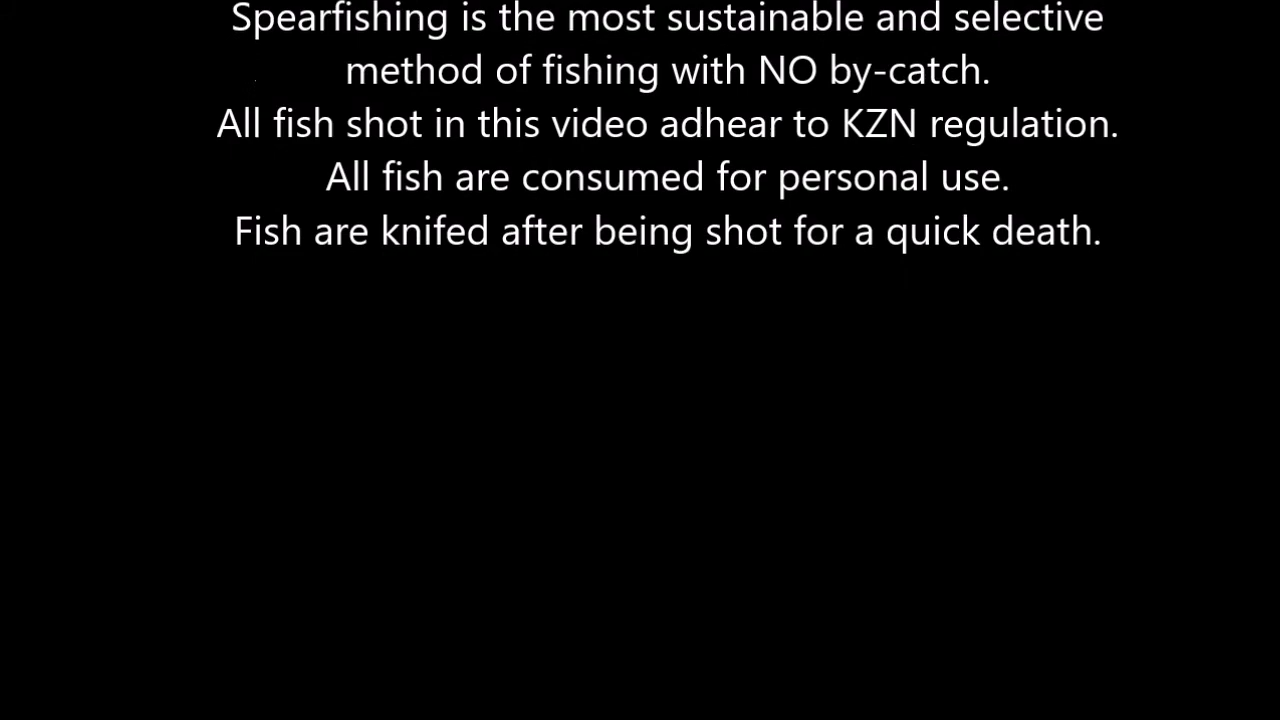 Spearfishing is the most sustainable and selective
method of fishing with NO by-catch.
All fish shot in this video adhear to KZN regulation.
All fish are consumed for personal use.
Fish are knifed after being shot for a quick death.